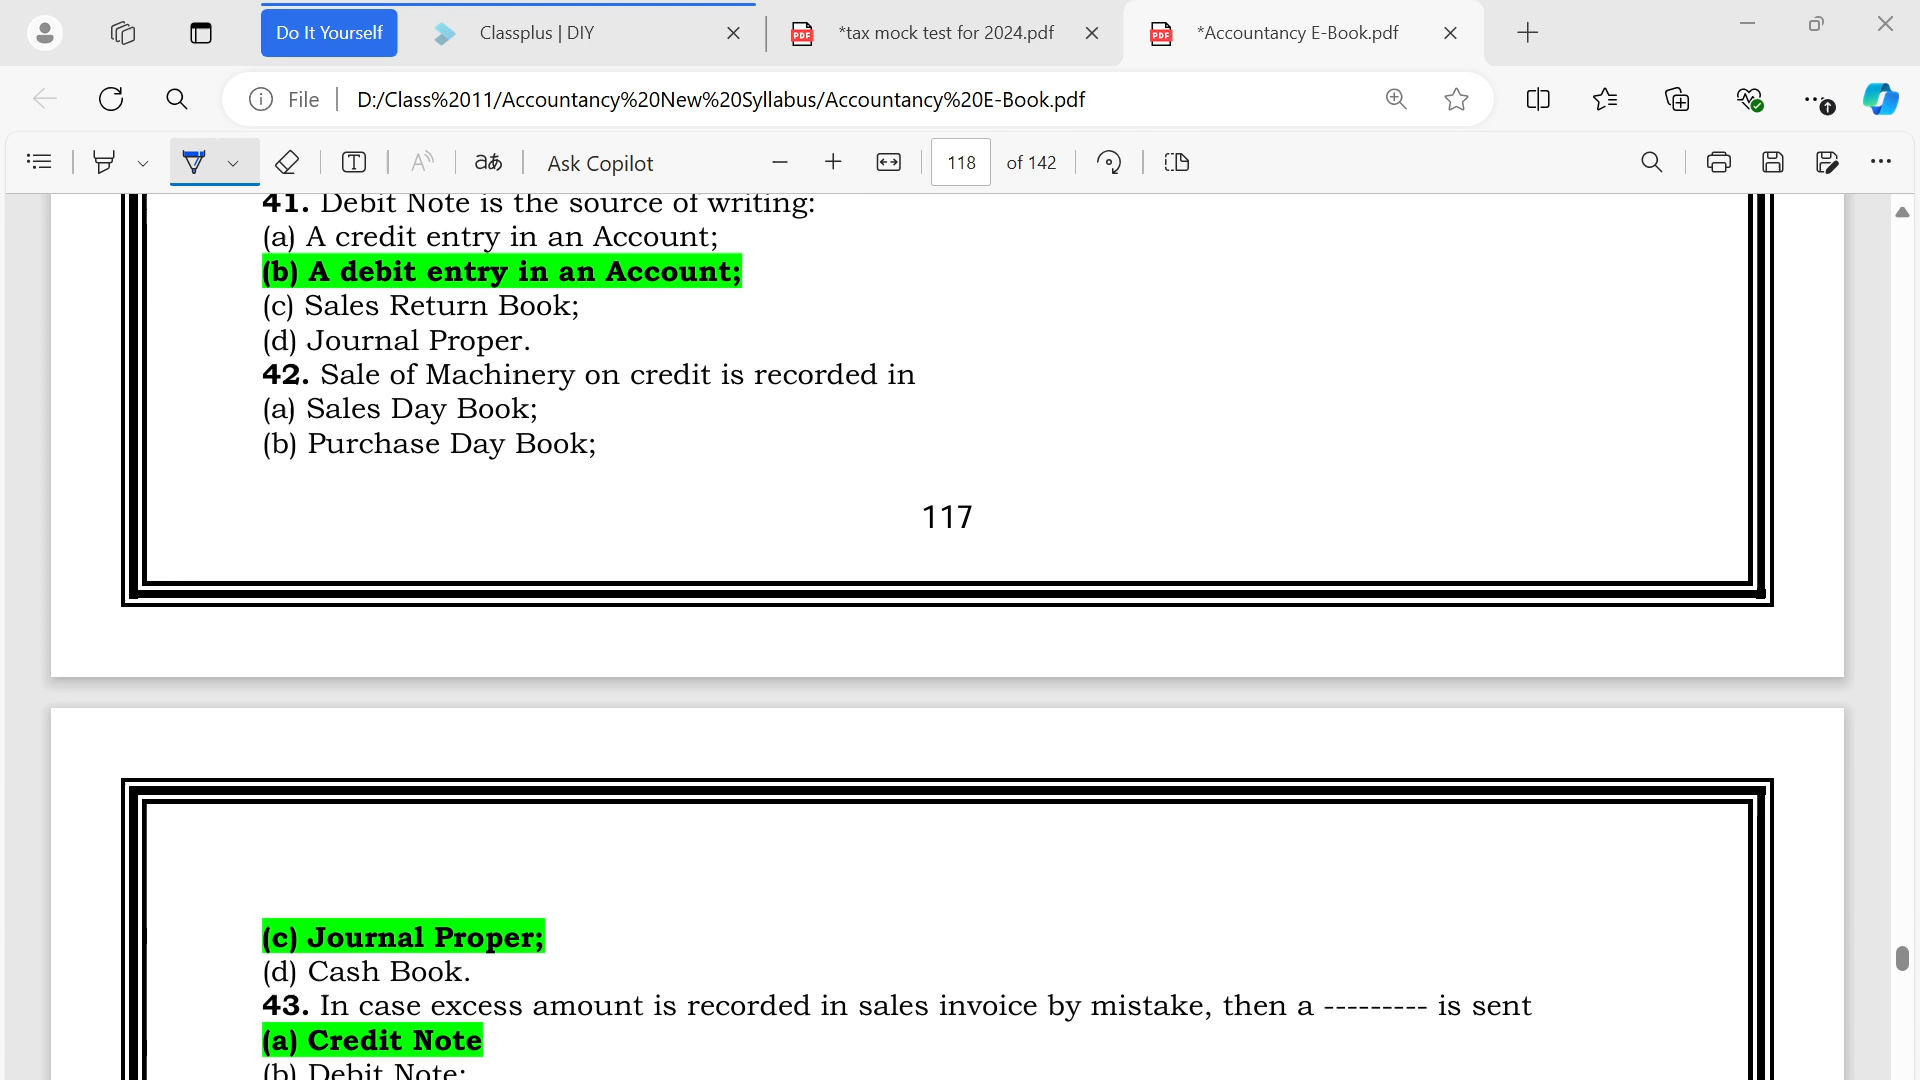 Do It Yourself
Classplus | DIY
*tax mock test for 2024.pdf
*Accountancy E-Book.pdf
File
D:/Class%2011/Accountancy%20New%20Syllabus/Accountancy%20E-Book.pdf
Ask Copilot
118
of 142
41. Debit Note is the source of writing:
(a) A credit entry in an Account;
(b) A debit entry in an Account;
(c) Sales Return Book;
(d) Journal Proper.
42. Sale of Machinery on credit is recorded in
(a) Sales Day Book;
(b) Purchase Day Book;
117
(c) Journal Proper;
(d) Cash Book.
43. In case excess amount is recorded in sales invoice by mistake, then a --------- is sent
(a) Credit Note
(b) Debit Note;